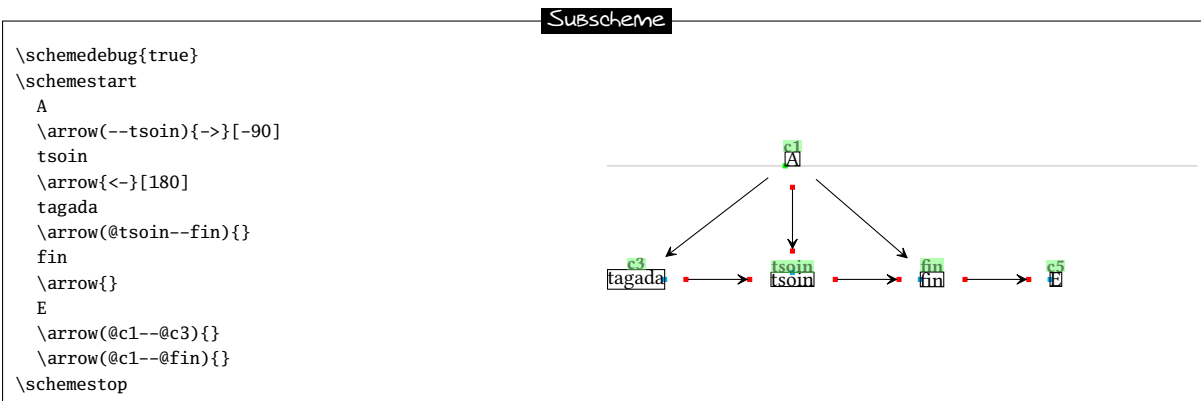 Subscheme
\schemedebug{true}
\schemestart
A
\arrow(--tsoin){->}[-90]
tsoin
\arrow{<-}[180]
tagada
\arrow(@tsoin--fin){}
fin
\arrow{}
E
\arrow(@c1--@c3){}
\arrow(@c1--@fin){}
\schemestop
c1
A
c3 tsoin fin c5
tagada tsoin fin E